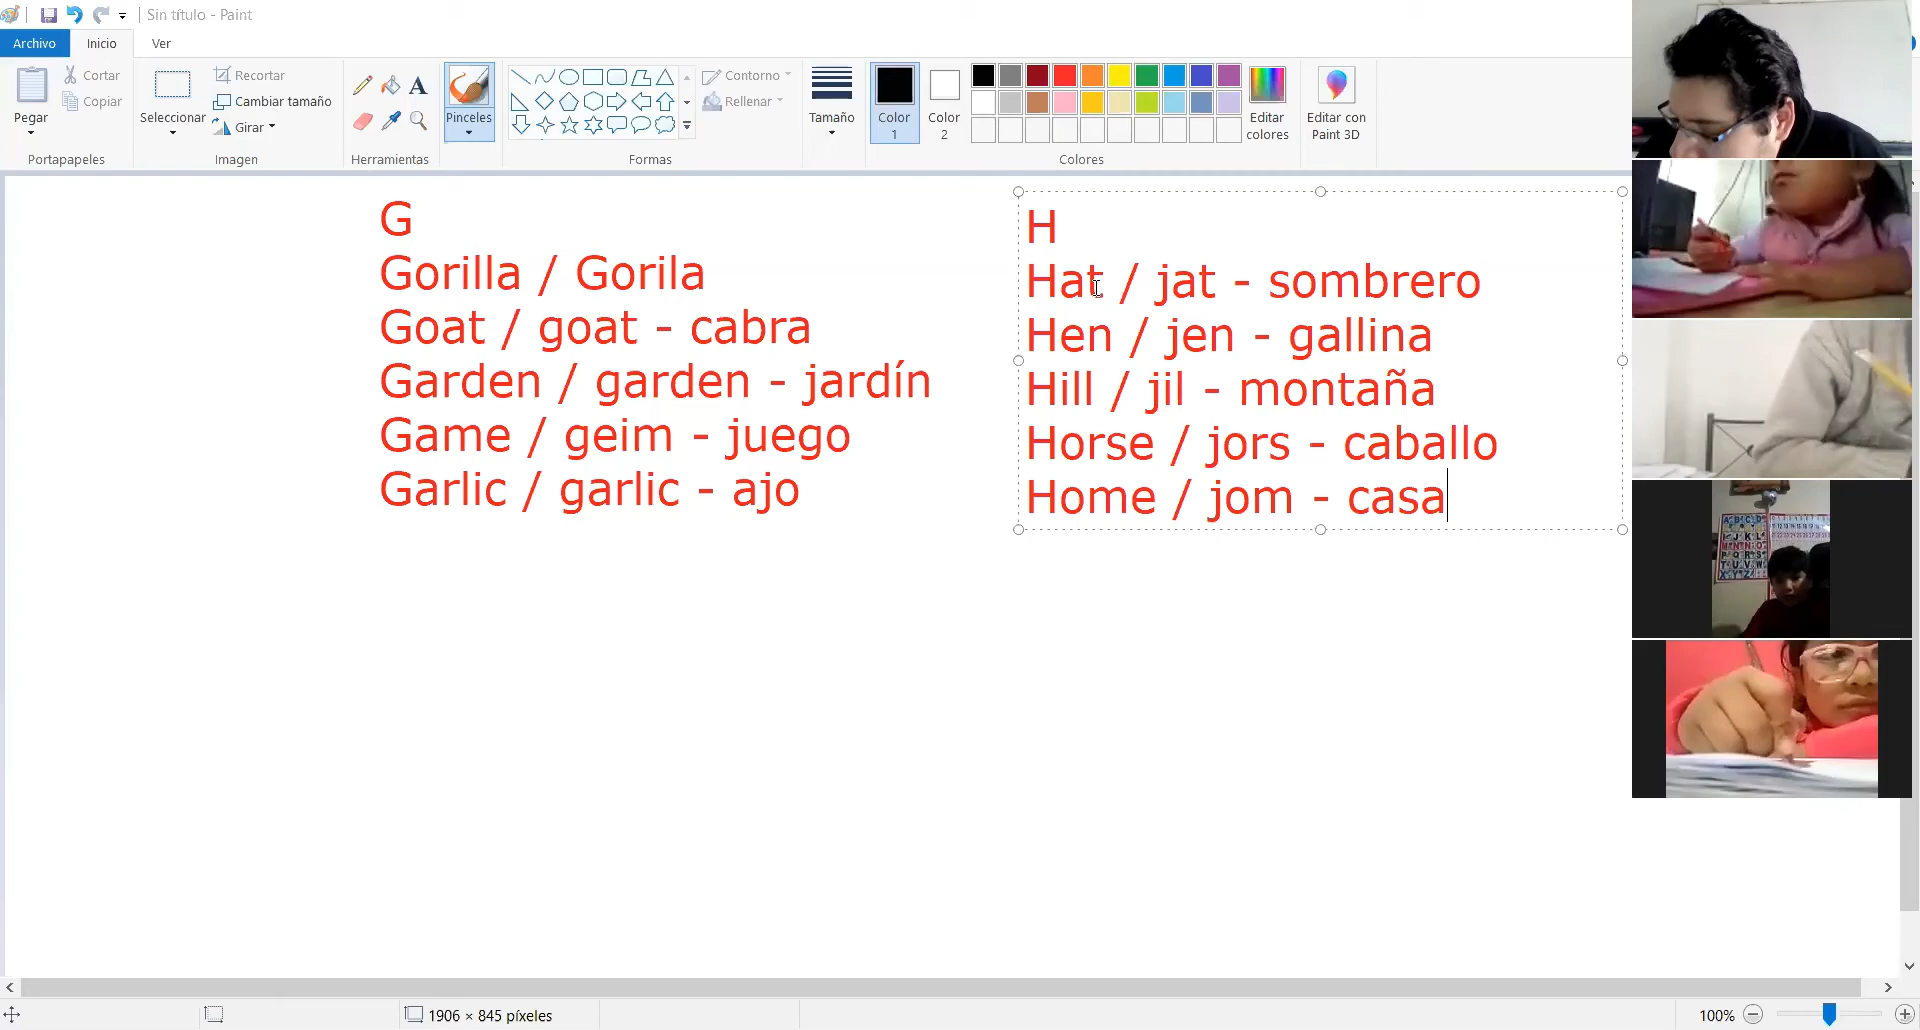 Sin título - Paint
Archivo
Inicio
Ver
Pegar
Cortar
Copiar
Portapapeles
Seleccionar
Recortar
Cambiar tamaño
Girar
Imagen
A
Herramientas
Pinceles
Contorno
Rellenar
Formas
Tamaño
Color
1
Color
2
Editar
colores
Editar con
Paint 3D
Colores
G
Gorilla / Gorila
Goat / goat - cabra
Garden / garden - jardín
Game / geim - juego
Garlic / garlic - ajo
H
Hat / jat - sombrero
Hen / jen - gallina
Hill / jil - montaña
Horse / jors - caballo
Home / jom - casa
1906 × 845 píxeles
100%